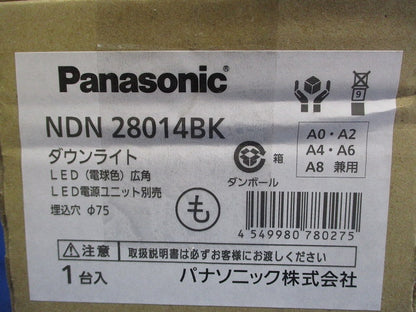 Panasonic®
NDN 28014BK
ダウンライト
LED（電球色）広角
LED電源ユニット別売
埋込穴 φ75
も
箱
ダンボール
9
A0・A2
A4・A6
A8 兼用
4 549980 780275
⚠注意 取扱説明書は必ずお客様にお渡しください。
1台入 パナソニック株式会社